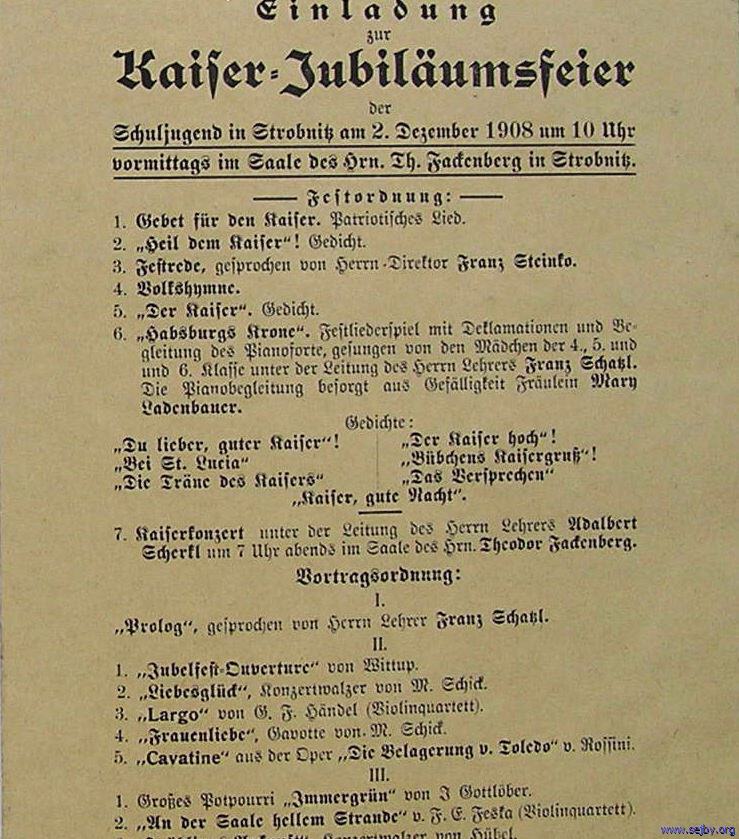 Einladung
zur
Kaiser-Jubiläumsfeier
der
Schuljugend in Strobnitz am 2. Dezember 1908 um 10 Uhr
vormittags im Saale des Hrn. Th. Fackenberg in Strobnitz.
Festordnung:
1. Gebet für den Kaiser. Patriotisches Lied.
2. „Heil dem Kaiser“! Gedicht.
3. Festrede, gesprochen von Herrn Direktor Franz Steinko.
4. Volkshymne.
5. „Der Kaiser“. Gedicht.
6. „Habsburgs Krone“. Festliederspiel mit Deklamationen und Be-
gleitung des Pianoforte, gesungen von den Mädchen der 4., 5. und
und 6. Klasse unter der Leitung des Herrn Lehrers Franz Schatzl.
Die Pianobegleitung besorgt aus Gefälligkeit Fräulein Mary
Ladenbauer.
Gedichte:
„Du lieber, guter Kaiser“! „Der Kaiser hoch“!
„Bei St. Lucia“ „Bübchens Kaisergruß“!
„Die Träne des Kaisers“ „Das Versprechen“
„Kaiser, gute Nacht“.
7. Kaiserkonzert unter der Leitung des Herrn Lehrers Adalbert
Scherkl um 7 Uhr abends im Saale des Hrn. Theodor Fackenberg.
Vortragsordnung:
I.
„Prolog“, gesprochen von Herrn Lehrer Franz Schatzl.
II.
1. „Jubelfest-Ouverture“ von Wittup.
2. „Liebesglück“, Konzertwalzer von M. Schick.
3. „Largo“ von G. F. Händel (Violinquartett).
4. „Frauenliebe“, Gavotte von M. Schick.
5. „Cavatine“ aus der Oper „Die Belagerung v. Toledo“ v. Rossini.
III.
1. Großes Potpourri „Immergrün“ von J Gottlöber.
2. „An der Saale hellem Strande“ v. F. E. Feska (Violinquartett).
Konzertwalzer von Hübel.
www.sejby.org